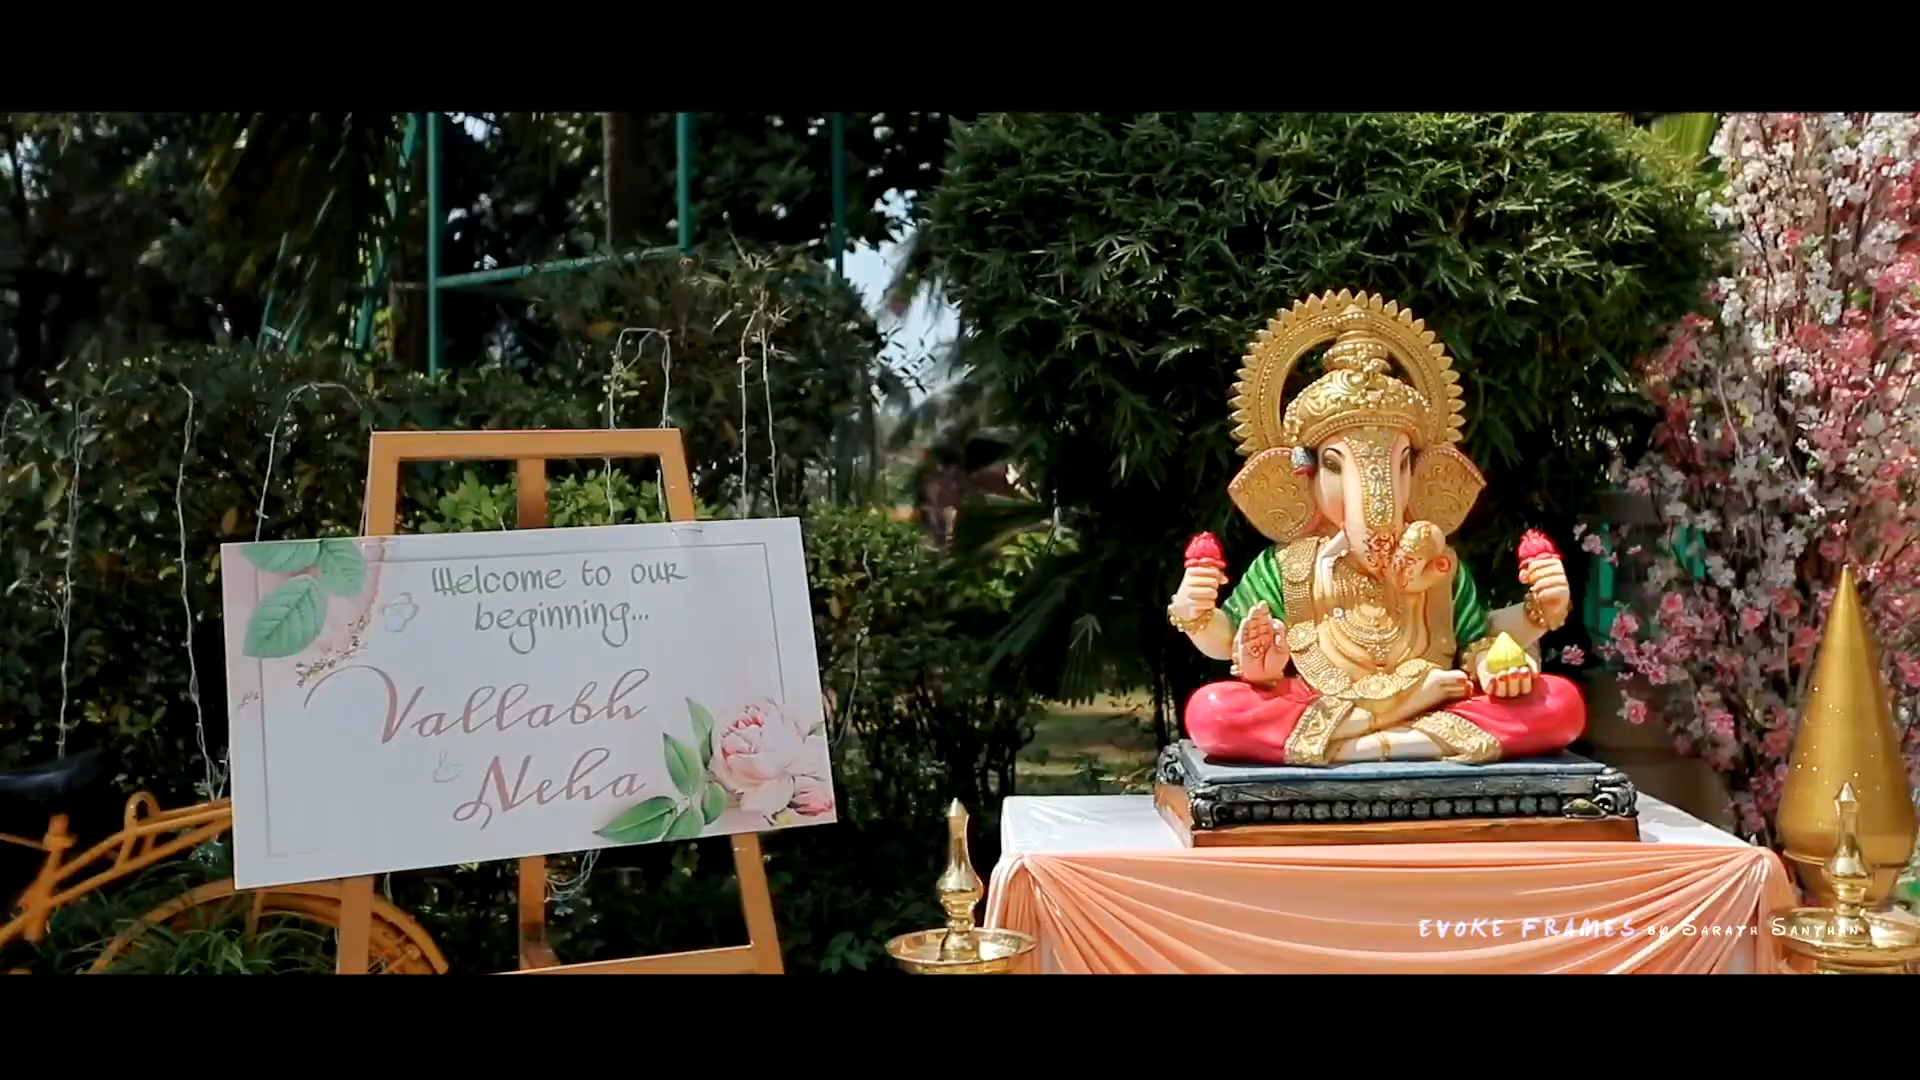 Welcome to our
beginning...
Vallabh
&
Neha
EVOKE FRAMES by SARATH SANTHAN